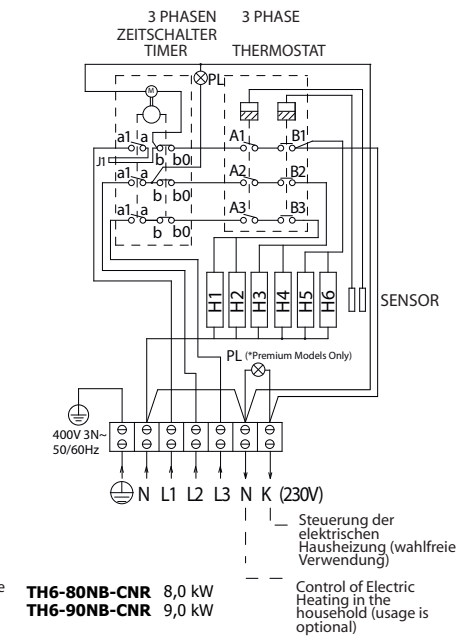 3 PHASEN
ZEITSCHALTER
TIMER
3 PHASE
THERMOSTAT
PL
M
a1 a
A1
B1
J1
b b0
a1 a
A2
B2
b b0
a1 a
A3
B3
b b0
H1 H2 H3 H4 H5 H6
SENSOR
PL (*Premium Models Only)
400V 3N~
50/60Hz
N L1 L2 L3 N K (230V)
Steuerung der
elektrischen
Hausheizung (wahlfreie
Verwendung)
Control of Electric
Heating in the
household (usage is
optional)
e
TH6-80NB-CNR 8,0 kW
TH6-90NB-CNR 9,0 kW